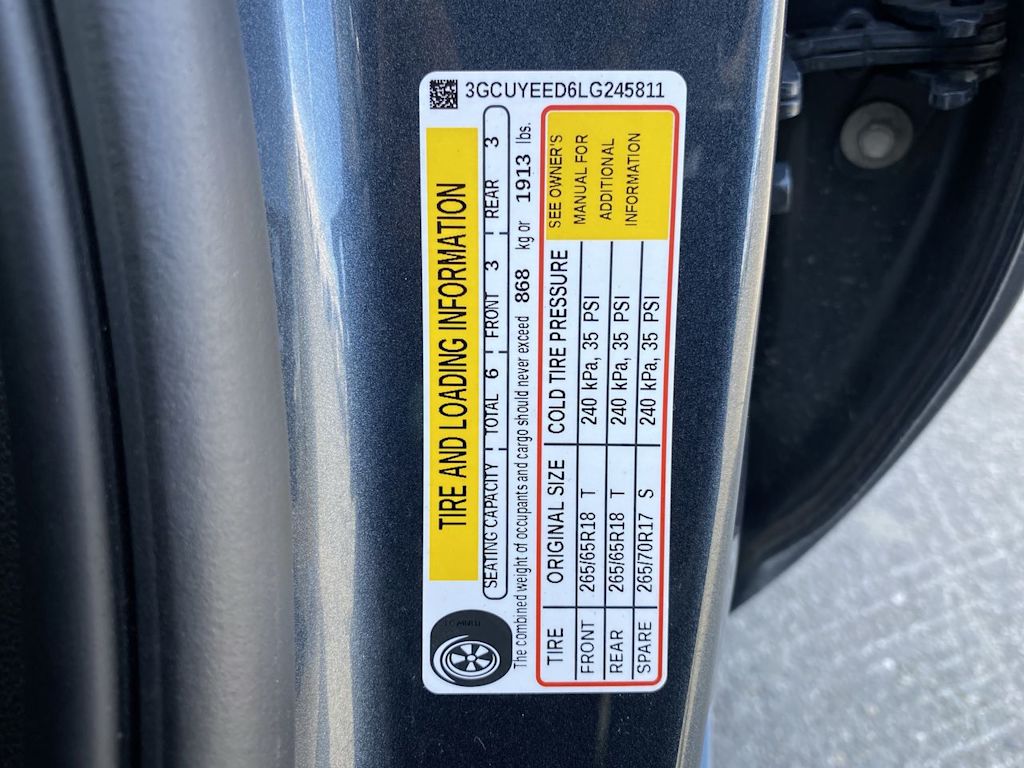 3GCUYEED6LG245811
TIRE AND LOADING INFORMATION
SEATING CAPACITY TOTAL 6 FRONT 3 REAR 3
The combined weight of occupants and cargo should never exceed 868 kg or 1913 lbs.
TIRE ORIGINAL SIZE COLD TIRE PRESSURE
FRONT 265/65R18 T 240 kPa, 35 PSI
REAR 265/65R18 T 240 kPa, 35 PSI
SPARE 265/70R17 S 240 kPa, 35 PSI
SEE OWNER'S
MANUAL FOR
ADDITIONAL
INFORMATION